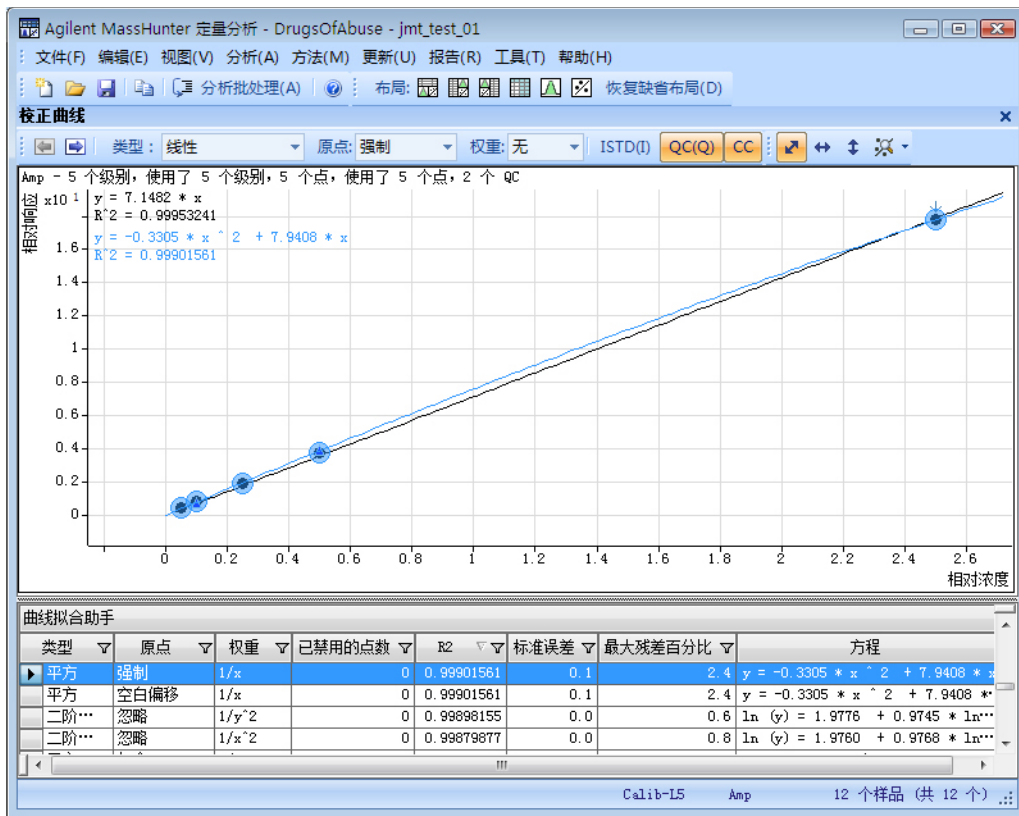 Agilent MassHunter 定量分析 - DrugsOfAbuse - jmt_test_01
文件(F) 编辑(E) 视图(V) 分析(A) 方法(M) 更新(U) 报告(R) 工具(T) 帮助(H)
分析批处理(A) 布局: 恢复缺省布局(D)
校正曲线
类型: 线性 原点: 强制 权重: 无 ISTD(I) QC(Q) CC
Amp - 5 个级别, 使用了 5 个级别, 5 个点, 使用了 5 个点, 2 个 QC
相对响应
x10 1
y = 7.1482 * x
R^2 = 0.99953241
y = -0.3305 * x ^ 2 + 7.9408 * x
R^2 = 0.99901561
1.6
1.4
1.2
1
0.8
0.6
0.4
0.2
0
0 0.2 0.4 0.6 0.8 1 1.2 1.4 1.6 1.8 2 2.2 2.4 2.6
相对浓度
曲线拟合助手
类型 原点 权重 已禁用的点数 R2 标准误差 最大残差百分比 方程
平方 强制 1/x 0 0.99901561 0.1 2.4 y = -0.3305 * x ^ 2 + 7.9408 * x
平方 空白偏移 1/x 0 0.99901561 0.1 2.4 y = -0.3305 * x ^ 2 + 7.9408 *…
二阶… 忽略 1/y^2 0 0.99898155 0.0 0.6 ln (y) = 1.9776 + 0.9745 * ln…
二阶… 忽略 1/x^2 0 0.99879877 0.0 0.8 ln (y) = 1.9760 + 0.9768 * ln…
Calib-L5 Amp 12 个样品 (共 12 个)